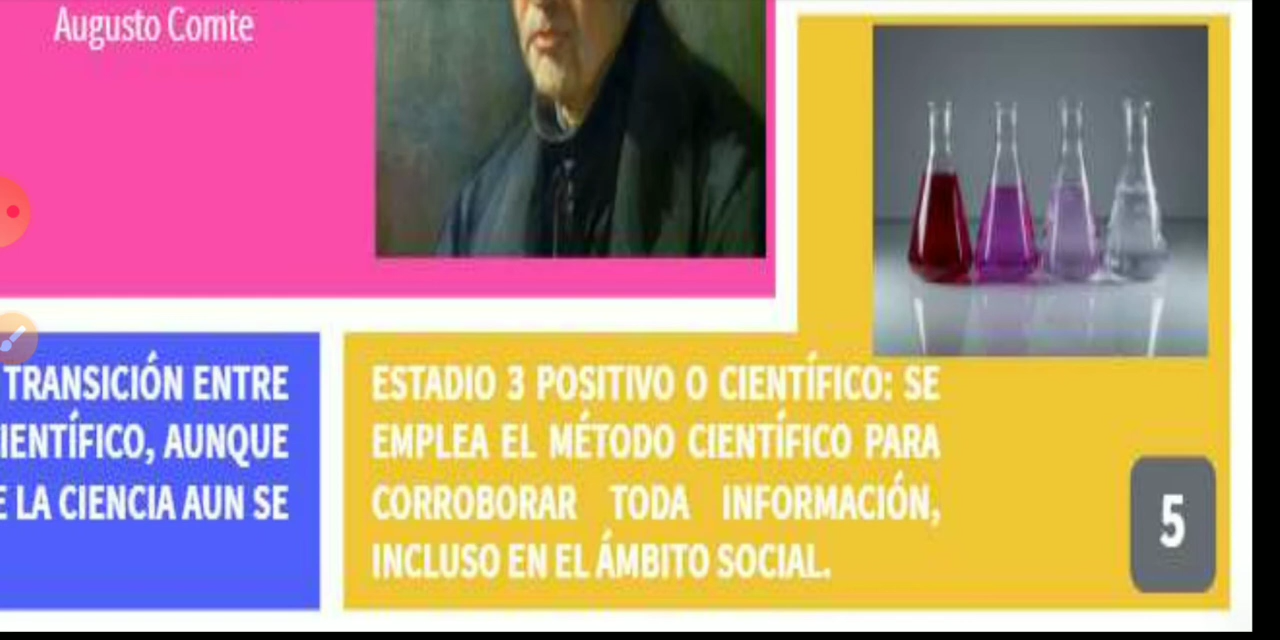 Augusto Comte
TRANSICIÓN ENTRE
IENTÍFICO, AUNQUE
E LA CIENCIA AUN SE
ESTADIO 3 POSITIVO O CIENTÍFICO: SE
EMPLEA EL MÉTODO CIENTÍFICO PARA
CORROBORAR TODA INFORMACIÓN,
INCLUSO EN EL ÁMBITO SOCIAL.
5